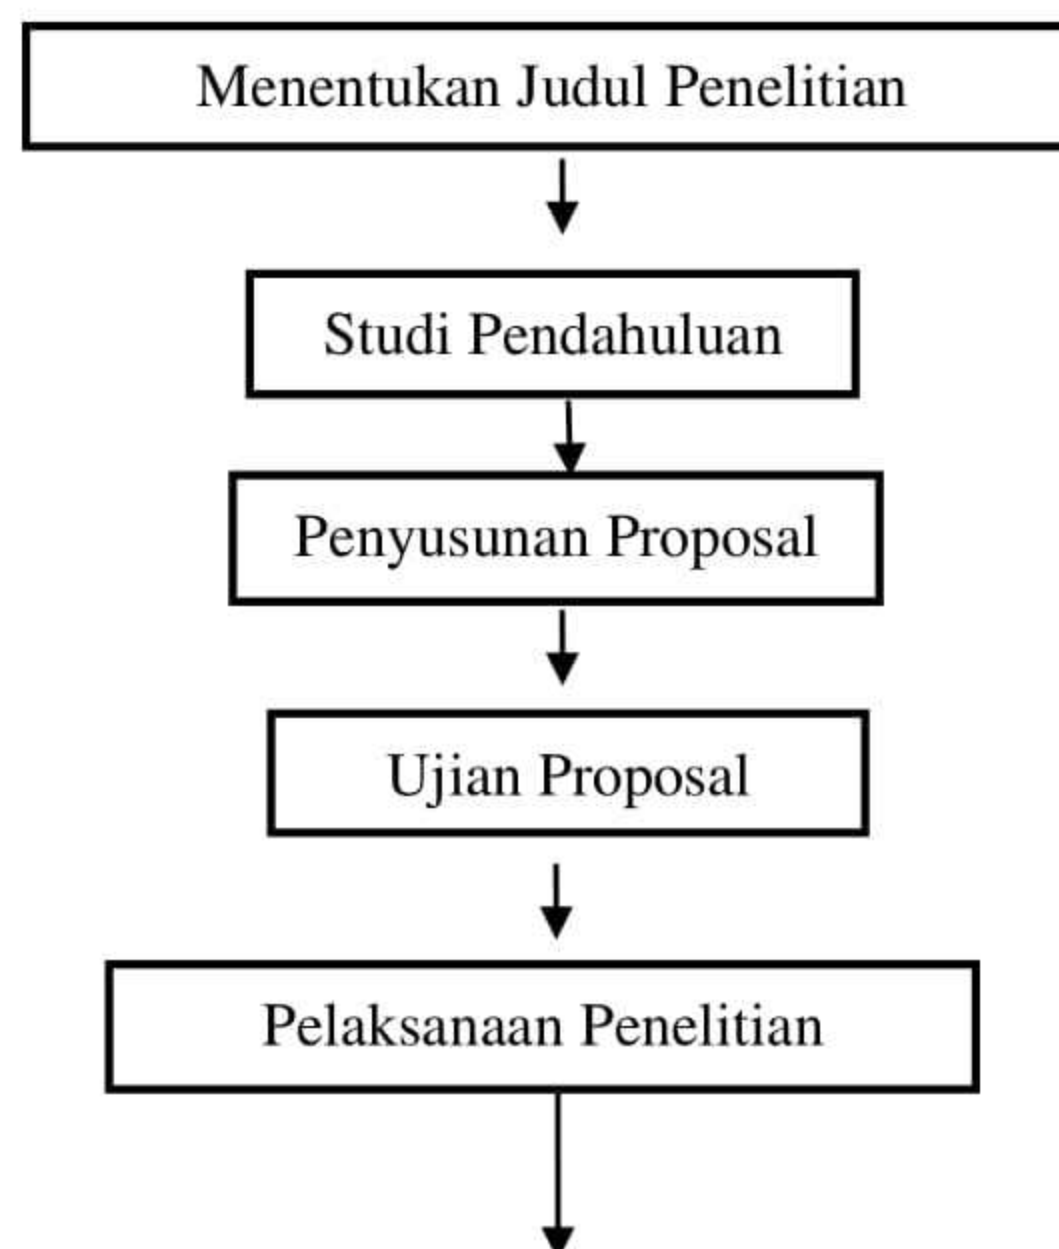 Menentukan Judul Penelitian
Studi Pendahuluan
Penyusunan Proposal
Ujian Proposal
Pelaksanaan Penelitian